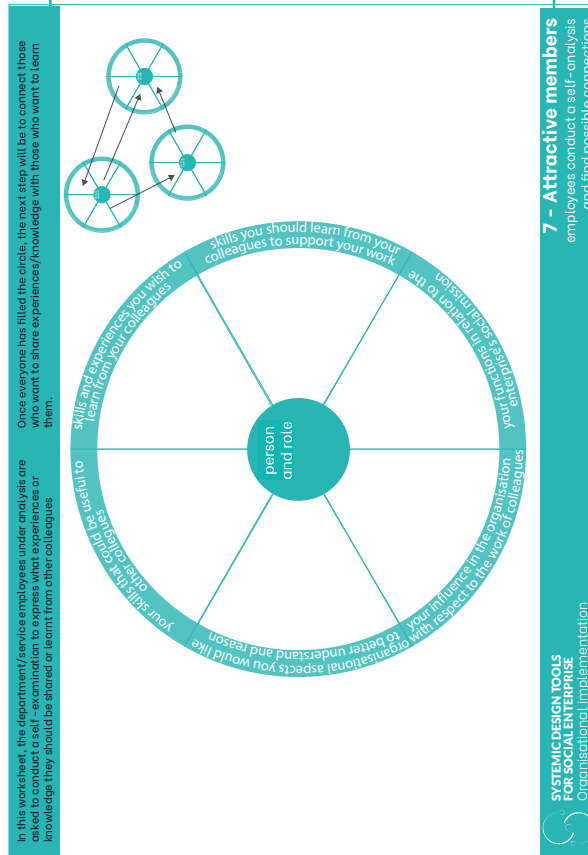 In this worksheet, the department/service employees under analysis are
asked to conduct a self-examination to express what experiences or
knowledge they should be shared or learnt from other colleagues
Once everyone has filled the circle, the next step will be to connect those
who want to share experiences/knowledge with those who want to learn
them.
skills and experiences you wish to
learn from your colleagues
skills you should learn from your
colleagues to support your work
your functions in relation to the
enterprise's social mission
your influence in the organisation
with respect to the work of colleagues
organisational aspects you would like
to better understand and reason
your skills that could be useful to
other collegues
person
and role
SYSTEMIC DESIGN TOOLS
FOR SOCIAL ENTERPRISE
Organisational implementation
7 - Attractive members
employees conduct a self-analysis
and find possible connections